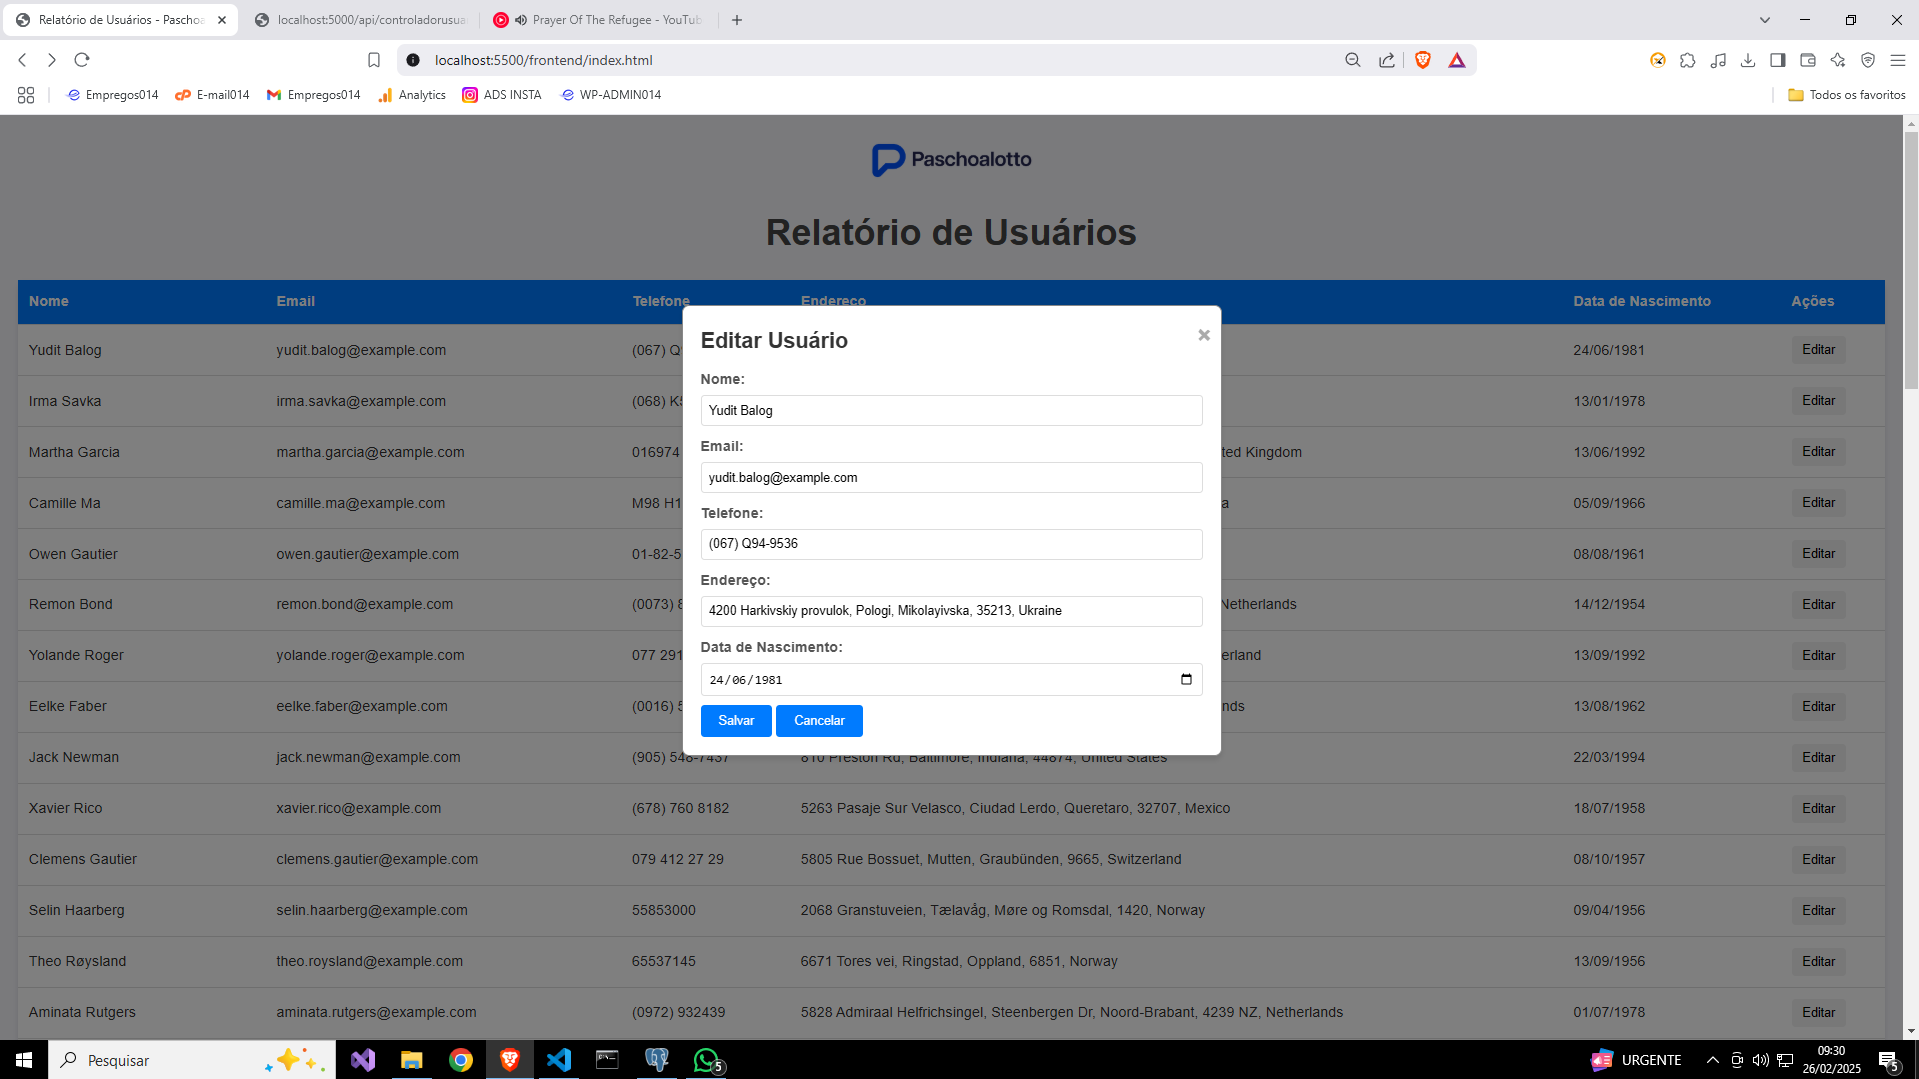 Relatório de Usuários - Paschoa
localhost:5000/api/controladorusua
Prayer Of The Refugee - YouTub
localhost:5500/frontend/index.html
Empregos014 E-mail014 Empregos014 Analytics ADS INSTA WP-ADMIN014 Todos os favoritos
Paschoalotto
Relatório de Usuários
Nome Email Telefone Endereço Data de Nascimento Ações
Yudit Balog yudit.balog@example.com (067) Q 24/06/1981 Editar
Irma Savka irma.savka@example.com (068) K 13/01/1978 Editar
Martha Garcia martha.garcia@example.com 016974 ted Kingdom 13/06/1992 Editar
Camille Ma camille.ma@example.com M98 H1 a 05/09/1966 Editar
Owen Gautier owen.gautier@example.com 01-82-5 08/08/1961 Editar
Remon Bond remon.bond@example.com (0073) Netherlands 14/12/1954 Editar
Yolande Roger yolande.roger@example.com 077 291 erland 13/09/1992 Editar
Eelke Faber eelke.faber@example.com (0016) nds 13/08/1962 Editar
Jack Newman jack.newman@example.com (905) 548-7437 810 Preston Rd, Baltimore, Indiana, 44874, United States 22/03/1994 Editar
Xavier Rico xavier.rico@example.com (678) 760 8182 5263 Pasaje Sur Velasco, Ciudad Lerdo, Queretaro, 32707, Mexico 18/07/1958 Editar
Clemens Gautier clemens.gautier@example.com 079 412 27 29 5805 Rue Bossuet, Mutten, Graubünden, 9665, Switzerland 08/10/1957 Editar
Selin Haarberg selin.haarberg@example.com 55853000 2068 Granstuveien, Tælavåg, Møre og Romsdal, 1420, Norway 09/04/1956 Editar
Theo Røysland theo.roysland@example.com 65537145 6671 Tores vei, Ringstad, Oppland, 6851, Norway 13/09/1956 Editar
Aminata Rutgers aminata.rutgers@example.com (0972) 932439 5828 Admiraal Helfrichsingel, Steenbergen Dr, Noord-Brabant, 4239 NZ, Netherlands 01/07/1978 Editar
Editar Usuário
Nome:
Yudit Balog
Email:
yudit.balog@example.com
Telefone:
(067) Q94-9536
Endereço:
4200 Harkivskiy provulok, Pologi, Mikolayivska, 35213, Ukraine
Data de Nascimento:
24/06/1981
Salvar Cancelar
Pesquisar
5
URGENTE
09:30
26/02/2025
5